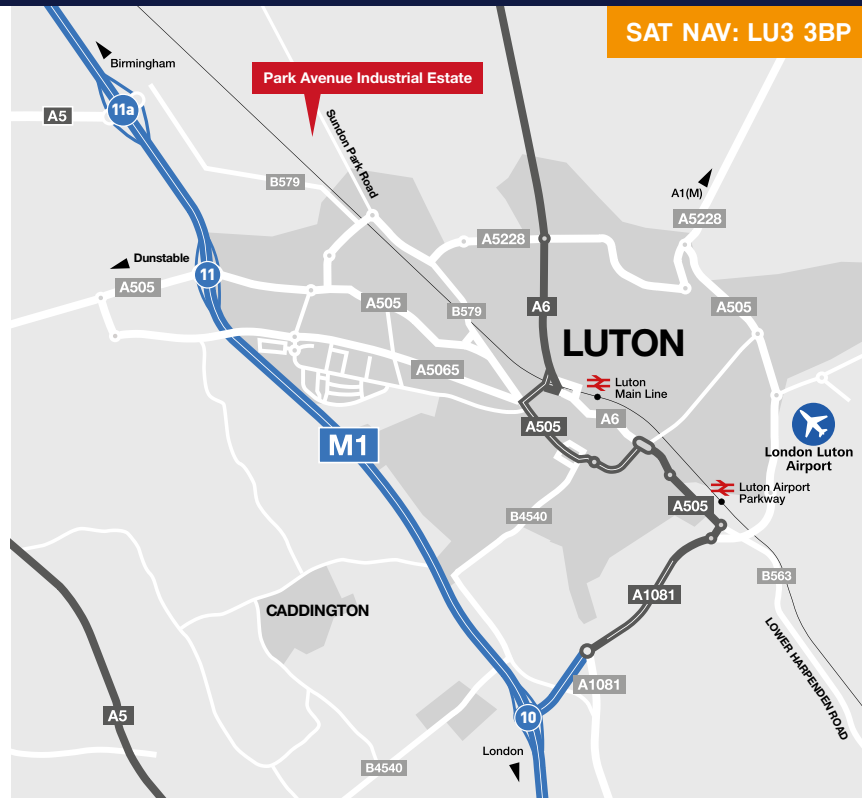 SAT NAV: LU3 3BP
Birmingham
Park Avenue Industrial Estate
11a
A5
Sundon Park Road
B579
A1(M)
A5228
A5228
Dunstable
11
A505
A505
B579
A6
A505
LUTON
A5065
Luton
Main Line
A505
A6
M1
London Luton
Airport
Luton Airport
Parkway
A505
B4540
B563
A1081
CADDINGTON
LOWER HARPENDEN ROAD
A1081
A5
10
London
B4540